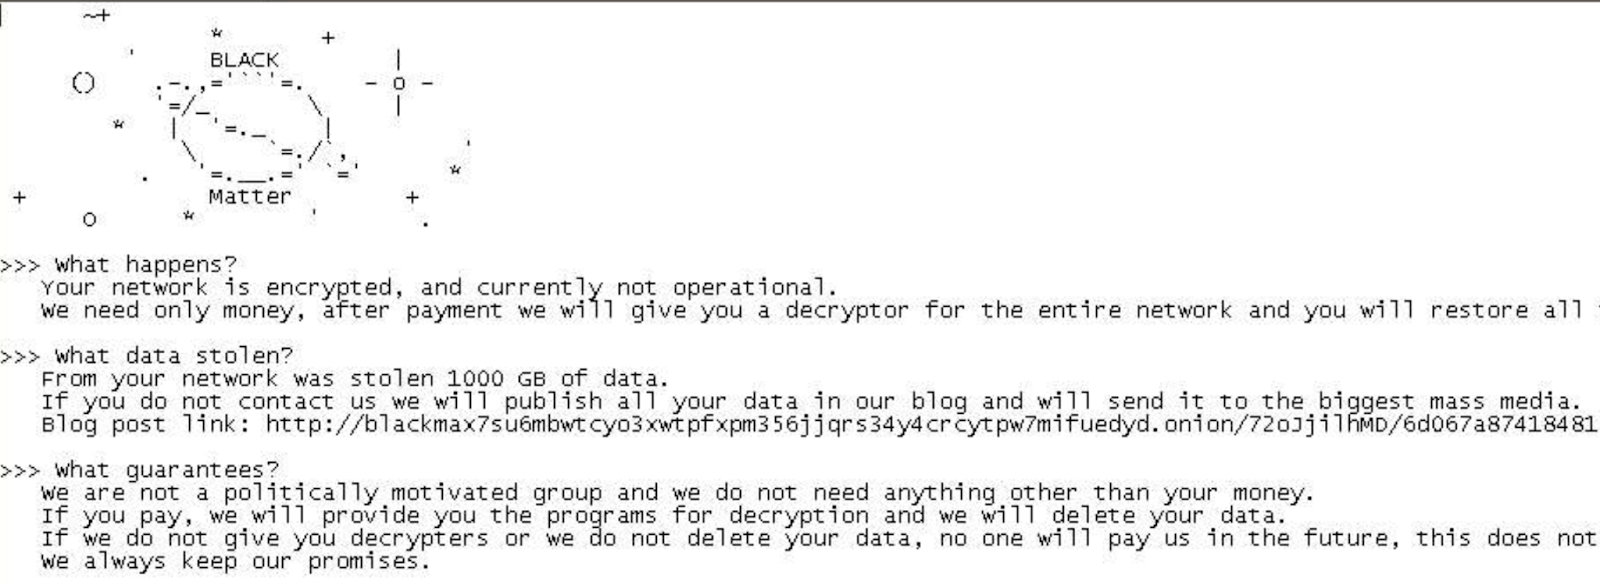 BLACK
Matter
>>> What happens?
Your network is encrypted, and currently not operational.
We need only money, after payment we will give you a decryptor for the entire network and you will restore all
>>> What data stolen?
From your network was stolen 1000 GB of data.
If you do not contact us we will publish all your data in our blog and will send it to the biggest mass media.
Blog post link: http://blackmax7su6mbwtcyo3xwtpfxpm356jjqrs34y4crcytpw7mifuedyd.onion/72oJjilhMD/6d067a87418481
>>> What guarantees?
We are not a politically motivated group and we do not need anything other than your money.
If you pay, we will provide you the programs for decryption and we will delete your data.
If we do not give you decrypters or we do not delete your data, no one will pay us in the future, this does not
We always keep our promises.